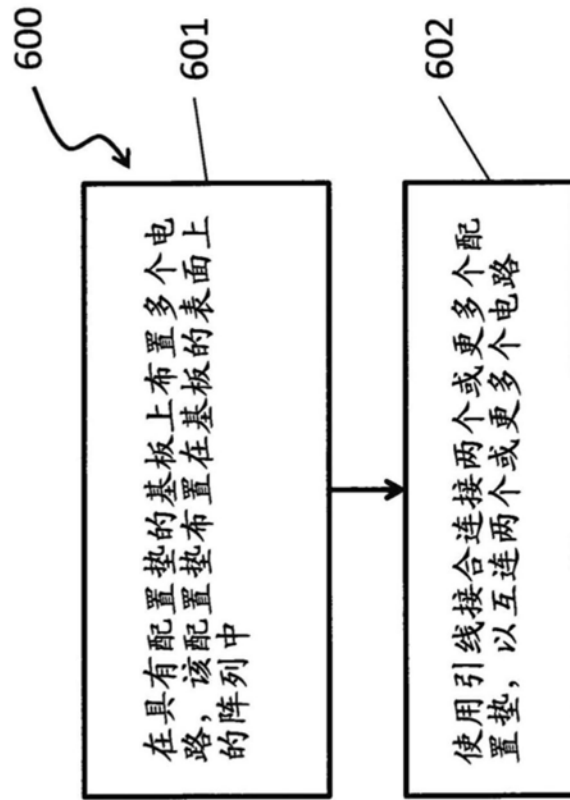 600
601
在具有配置垫的基板上布置多个电
路，该配置垫布置在基板的表面上
的阵列中
602
使用引线接合连接两个或更多个配
置垫，以互连两个或更多个电路